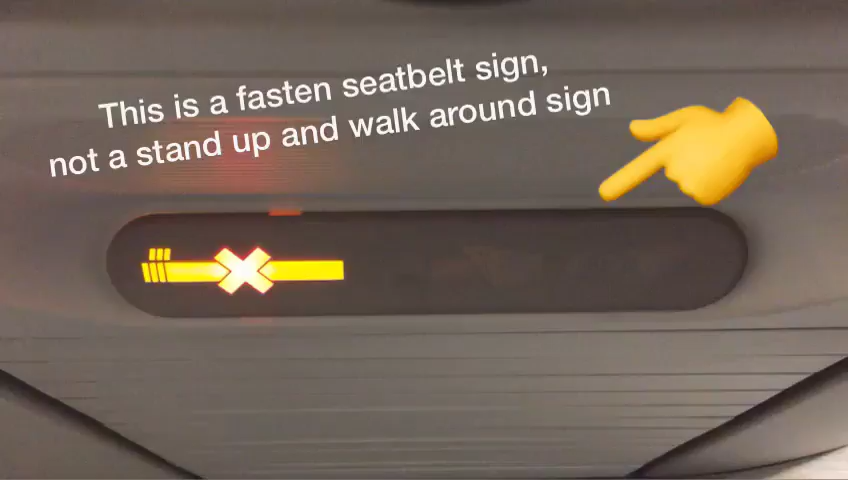 This is a fasten seatbelt sign,
not a stand up and walk around sign